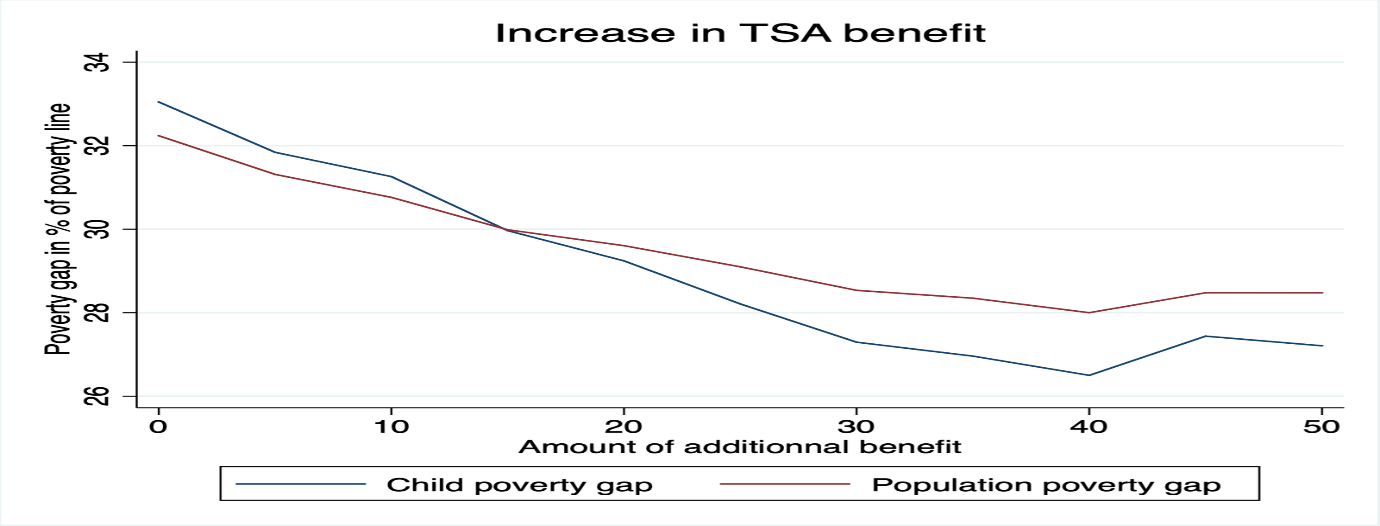 Increase in TSA benefit
Poverty gap in % of poverty line
34
32
30
28
26
0 10 20 30 40 50
Amount of additionnal benefit
Child poverty gap Population poverty gap